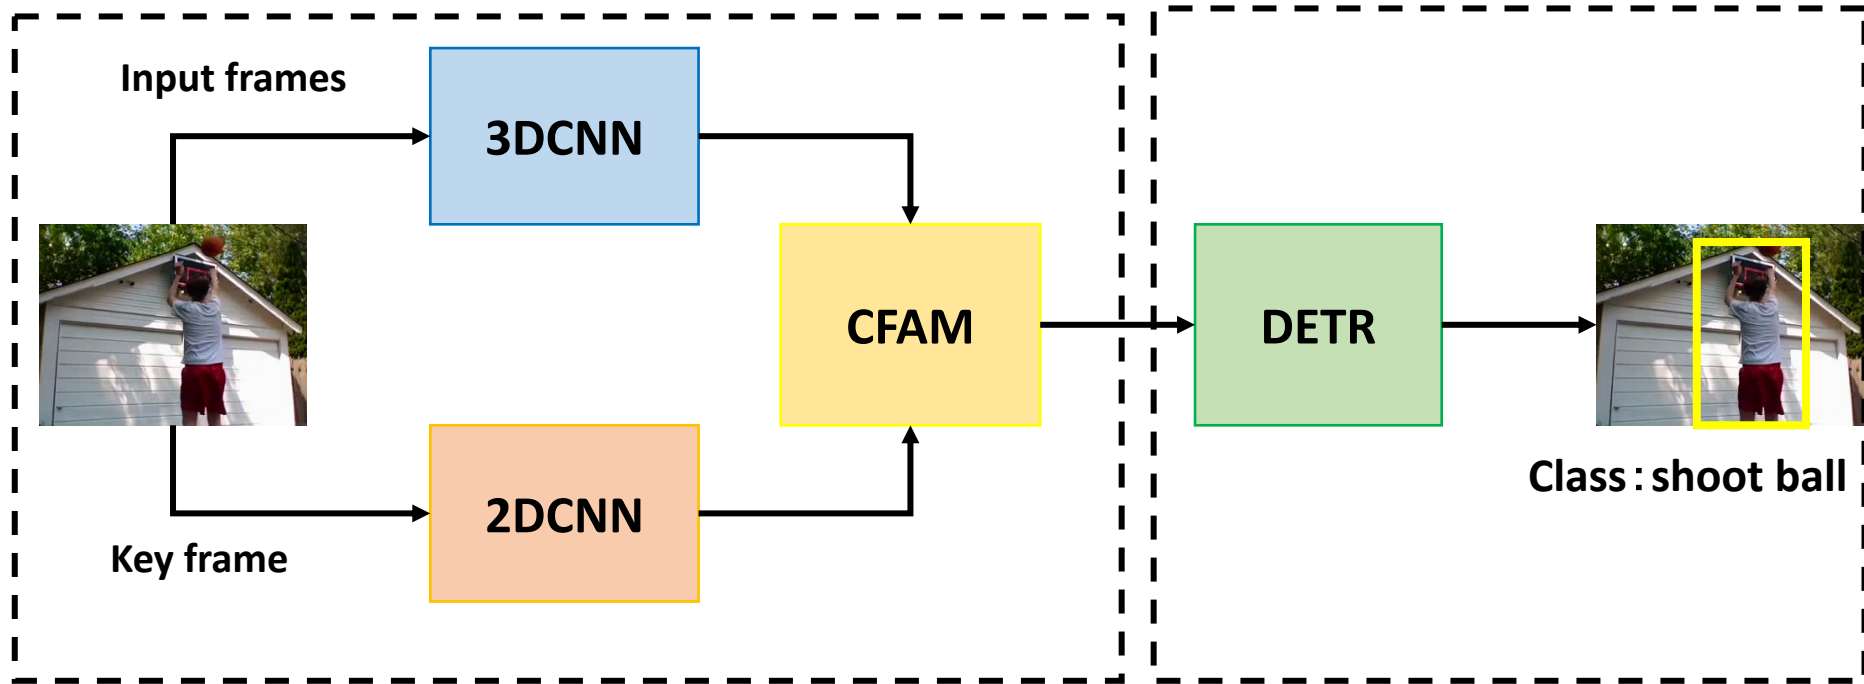 Input frames
3DCNN
CFAM
DETR
2DCNN
Key frame
Class : shoot ball